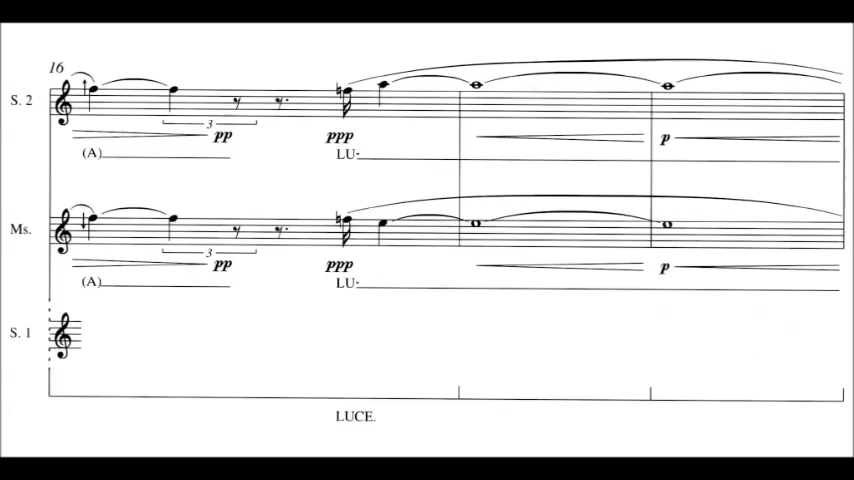 16
S. 2
3
pp ppp p
(A) LU-
Ms.
3
pp ppp p
(A) LU-
S. 1
LUCE.